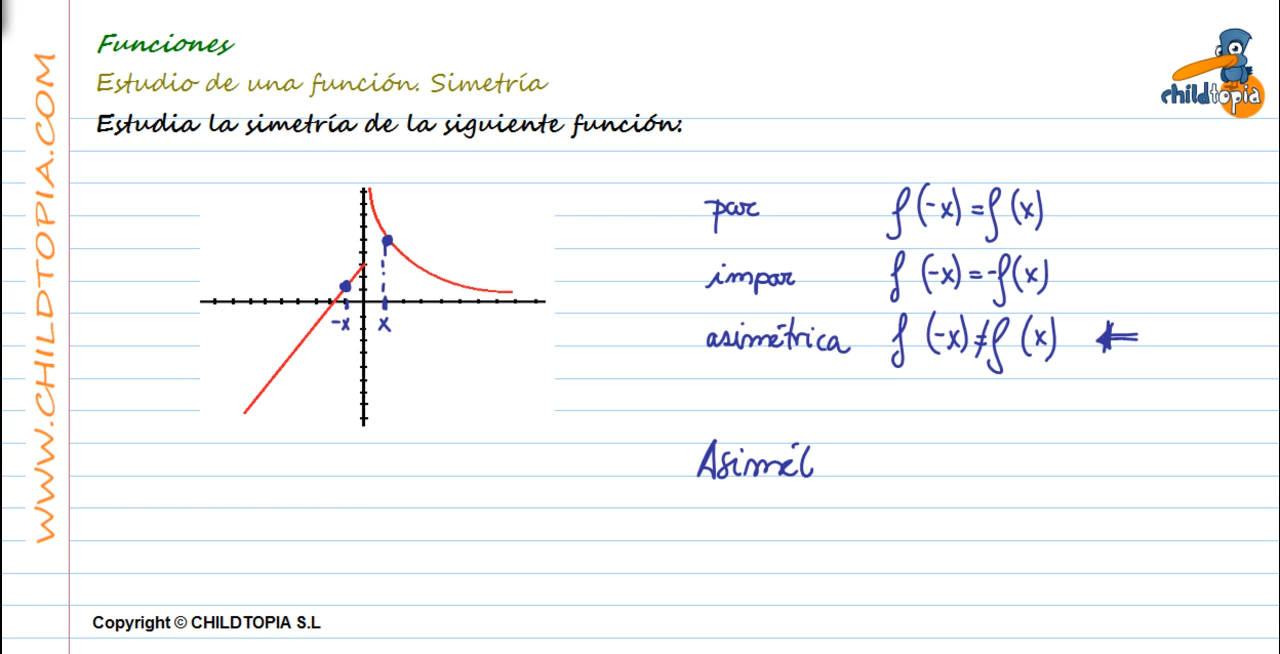 WWW.CHILDTOPIA.COM
Funciones
Estudio de una función. Simetría
Estudia la simetría de la siguiente función:
childtopia
par f(-x)=f(x)
impar f(-x)=-f(x)
asimétrica f(-x)≠f(x) ⇐
-x x
Asimét
Copyright © CHILDTOPIA S.L